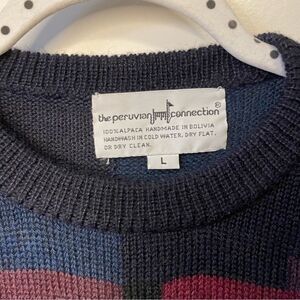 the peruvian connection®
100% ALPACA HANDMADE IN BOLIVIA
HANDWASH IN COLD WATER, DRY FLAT,
OR DRY CLEAN.
L